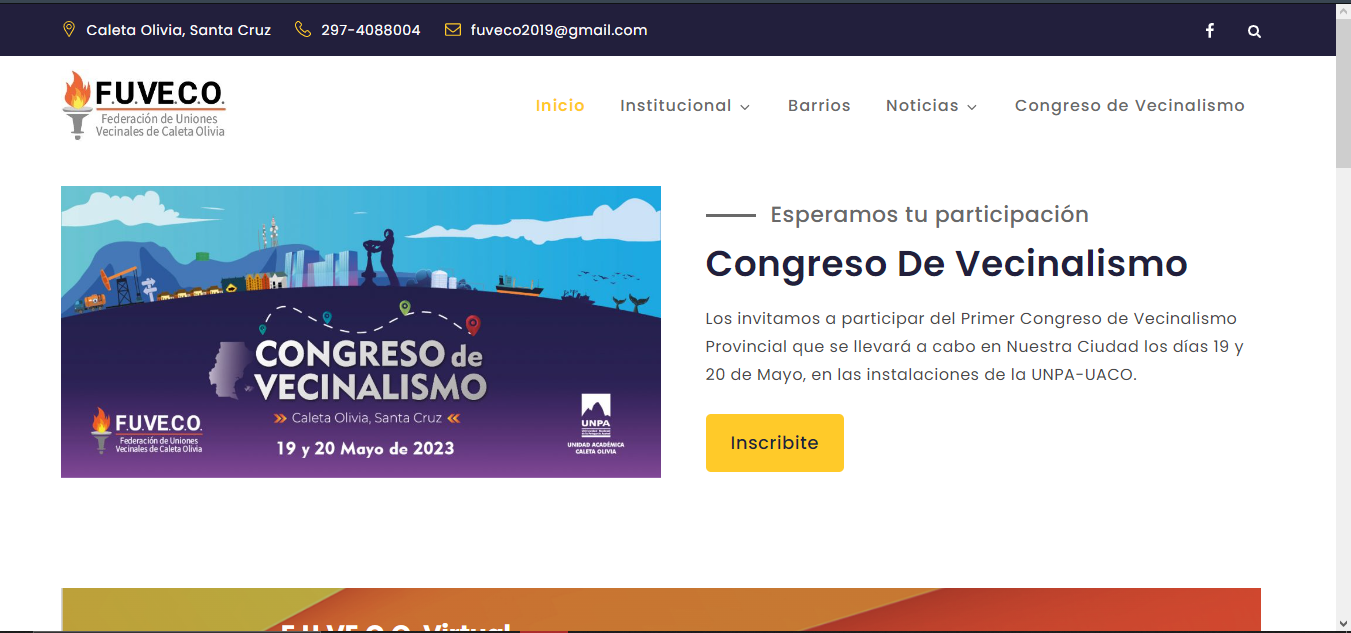 Caleta Olivia, Santa Cruz 297-4088004 fuveco2019@gmail.com
F.U.VE.C.O.
Federación de Uniones
Vecinales de Caleta Olivia
Inicio Institucional Barrios Noticias Congreso de Vecinalismo
CONGRESO de
VECINALISMO
Caleta Olivia, Santa Cruz
19 y 20 Mayo de 2023
F.U.VE.C.O.
Federación de Uniones
Vecinales de Caleta Olivia
UNPA
UNIDAD ACADÉMICA
CALETA OLIVIA
Esperamos tu participación
Congreso De Vecinalismo
Los invitamos a participar del Primer Congreso de Vecinalismo
Provincial que se llevará a cabo en Nuestra Ciudad los días 19 y
20 de Mayo, en las instalaciones de la UNPA-UACO.
Inscribite
F.U.VE.C.O. Virtual